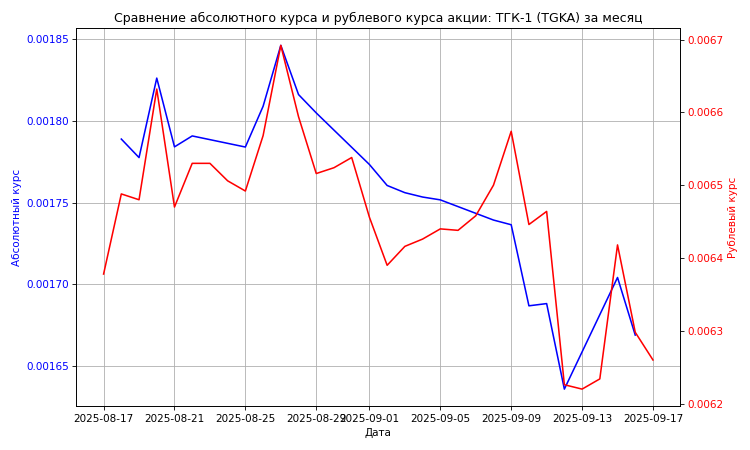 Сравнение абсолютного курса и рублевого курса акции: ТГК-1 (TGKA) за месяц
0.00185
0.00180
0.00175
0.00170
0.00165
Абсолютный курс
0.0067
0.0066
0.0065
0.0064
0.0063
0.0062
Рублевый курс
2025-08-17 2025-08-21 2025-08-25 2025-08-29 2025-09-01 2025-09-05 2025-09-09 2025-09-13 2025-09-17
Дата